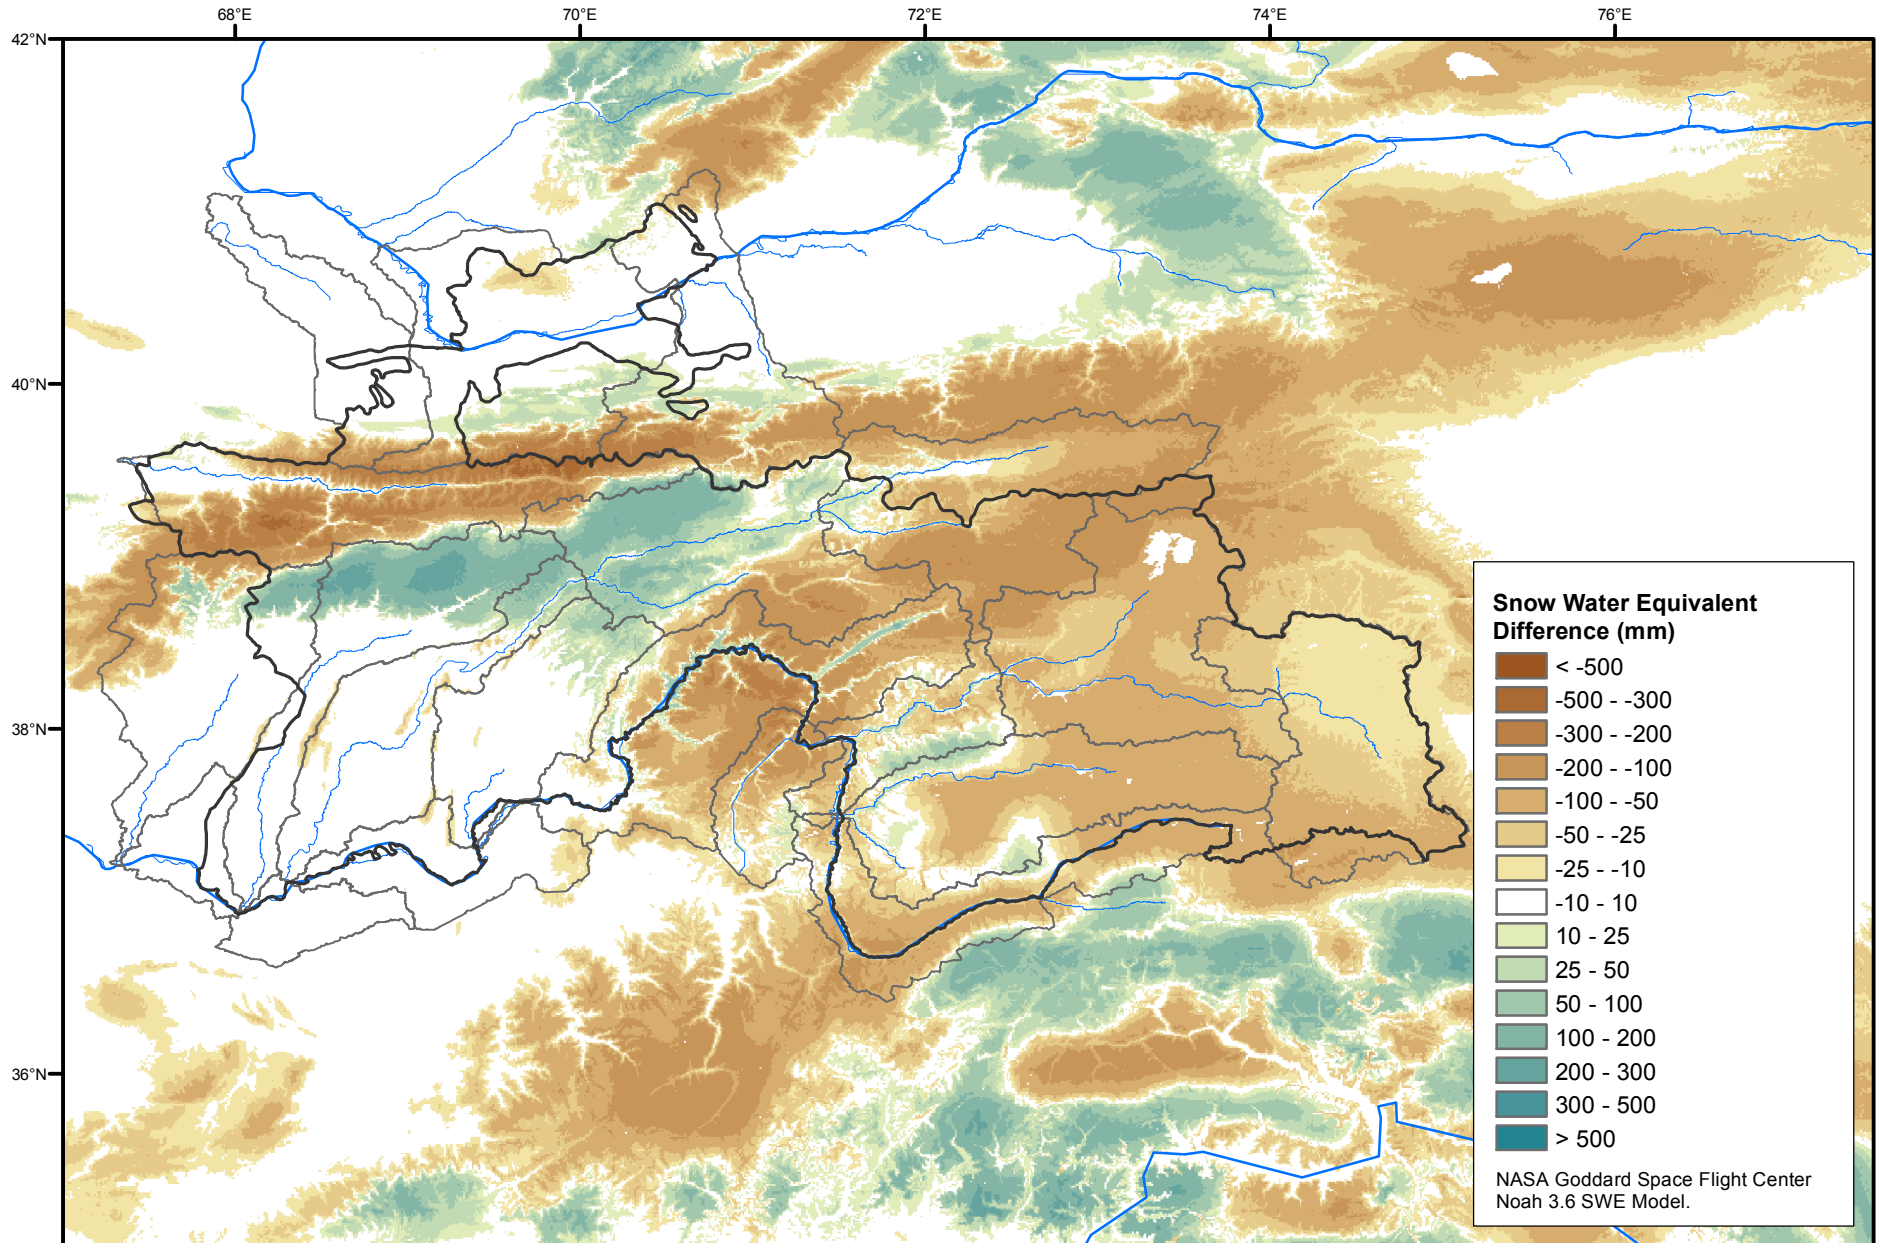 68°E
70°E
72°E
74°E
76°E
42°N
40°N
38°N
36°N
Snow Water Equivalent
Difference (mm)
< -500
-500 - -300
-300 - -200
-200 - -100
-100 - -50
-50 - -25
-25 - -10
-10 - 10
10 - 25
25 - 50
50 - 100
100 - 200
200 - 300
300 - 500
> 500
NASA Goddard Space Flight Center
Noah 3.6 SWE Model.